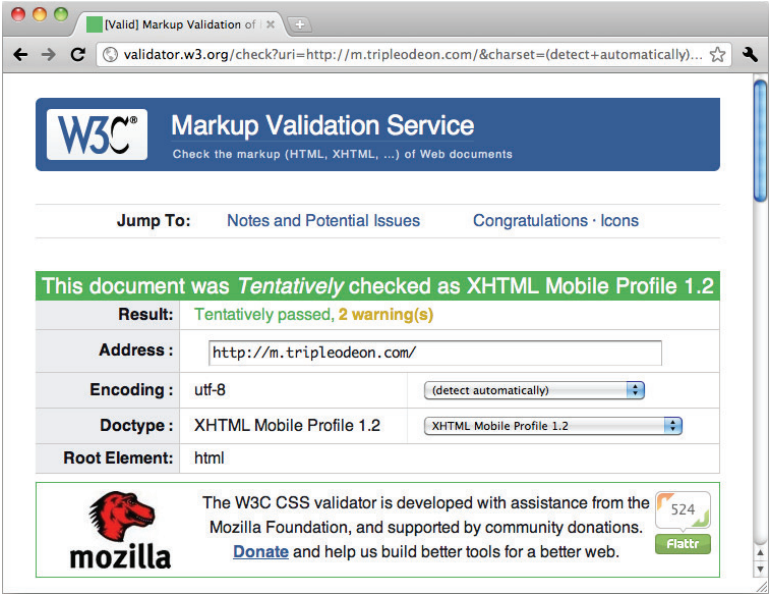 [Valid] Markup Validation of
validator.w3.org/check?uri=http://m.tripleodeon.com/&charset=(detect+automatically)...
W3C®
Markup Validation Service
Check the markup (HTML, XHTML, ...) of Web documents
Jump To: Notes and Potential Issues Congratulations · Icons
This document was Tentatively checked as XHTML Mobile Profile 1.2
Result: Tentatively passed, 2 warning(s)
Address : http://m.tripleodeon.com/
Encoding : utf-8 (detect automatically)
Doctype : XHTML Mobile Profile 1.2 XHTML Mobile Profile 1.2
Root Element: html
The W3C CSS validator is developed with assistance from the
Mozilla Foundation, and supported by community donations.
Donate and help us build better tools for a better web.
mozilla
524
Flattr